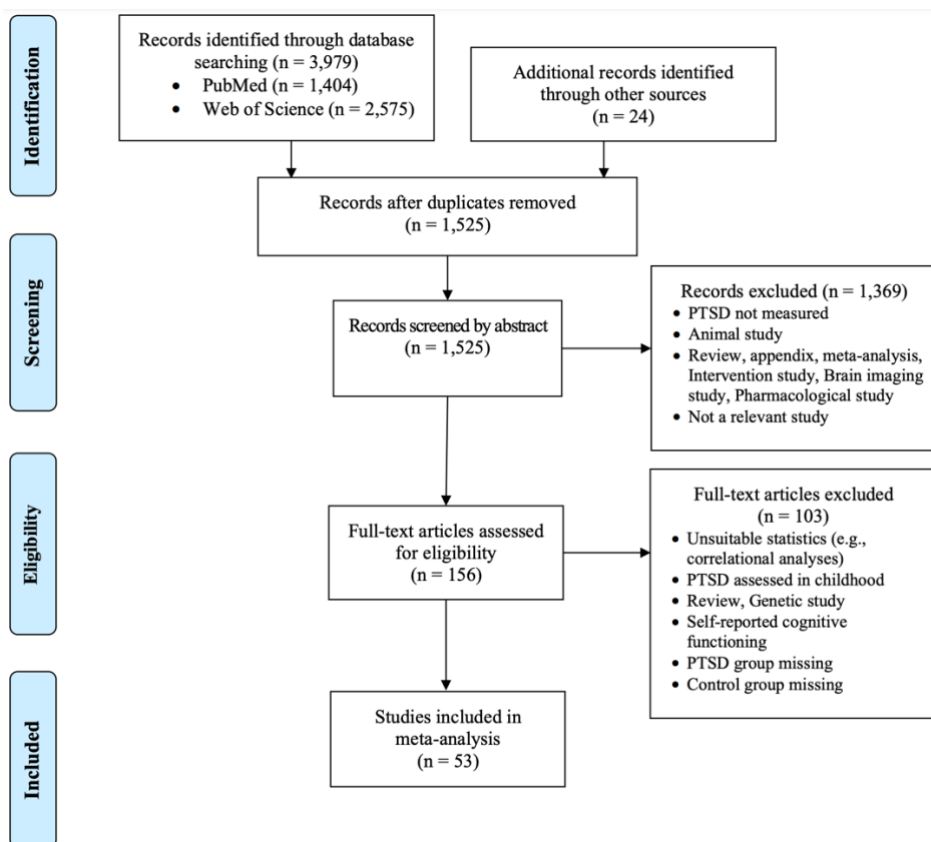 Identification
Records identified through database
searching (n = 3,979)
• PubMed (n = 1,404)
• Web of Science (n = 2,575)
Additional records identified
through other sources
(n = 24)
Records after duplicates removed
(n = 1,525)
Screening
Records screened by abstract
(n = 1,525)
Records excluded (n = 1,369)
• PTSD not measured
• Animal study
• Review, appendix, meta-analysis,
Intervention study, Brain imaging
study, Pharmacological study
• Not a relevant study
Eligibility
Full-text articles assessed
for eligibility
(n = 156)
Full-text articles excluded
(n = 103)
• Unsuitable statistics (e.g.,
correlational analyses)
• PTSD assessed in childhood
• Review, Genetic study
• Self-reported cognitive
functioning
• PTSD group missing
• Control group missing
Included
Studies included in
meta-analysis
(n = 53)